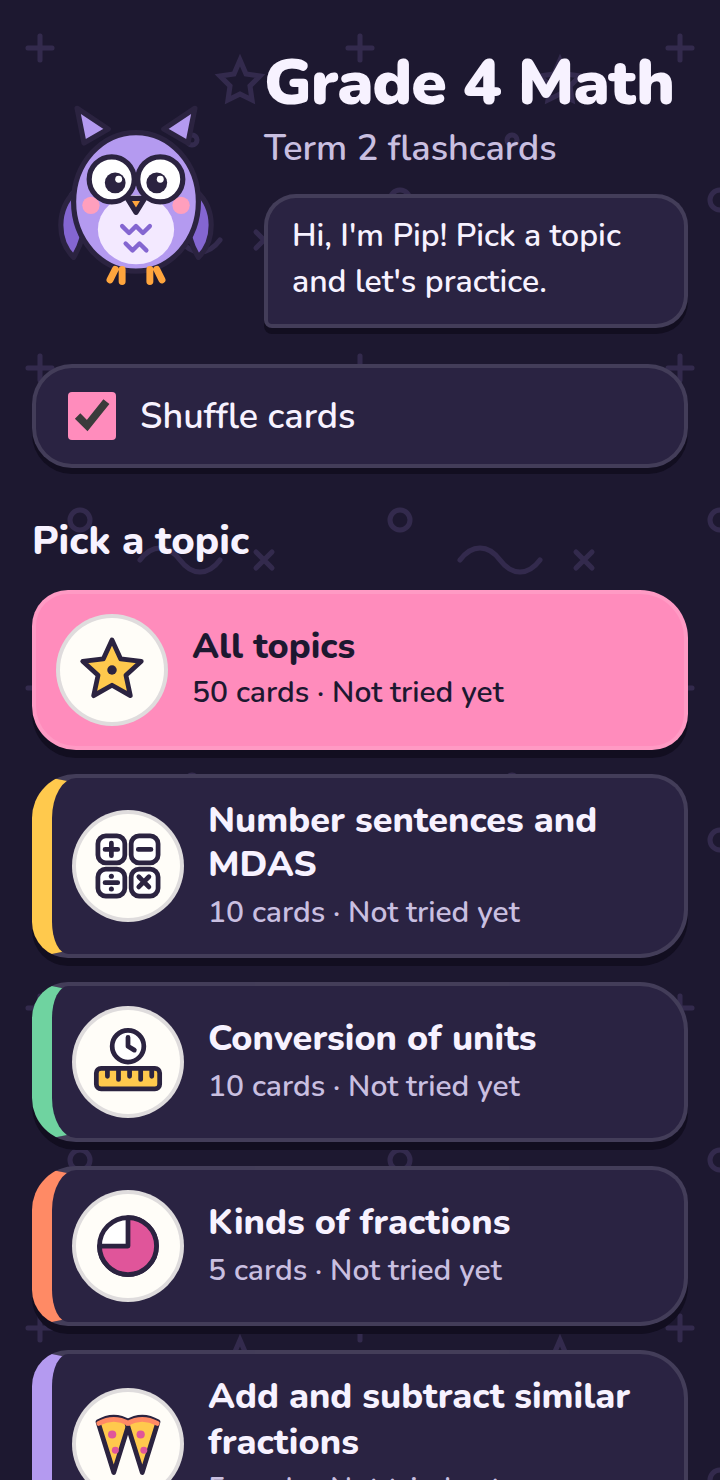 Grade 4 Math
Term 2 flashcards
Hi, I'm Pip! Pick a topic
and let's practice.
Shuffle cards
Pick a topic
All topics
50 cards · Not tried yet
Number sentences and
MDAS
10 cards · Not tried yet
Conversion of units
10 cards · Not tried yet
Kinds of fractions
5 cards · Not tried yet
Add and subtract similar
fractions